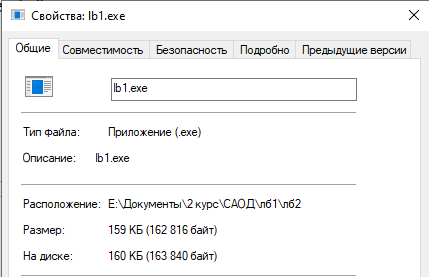 Свойства: lb1.exe
Общие Совместимость Безопасность Подробно Предыдущие версии
lb1.exe
Тип файла: Приложение (.exe)
Описание: lb1.exe
Расположение: E:\Документы\2 курс\САОД\лб1\лб2
Размер: 159 КБ (162 816 байт)
На диске: 160 КБ (163 840 байт)